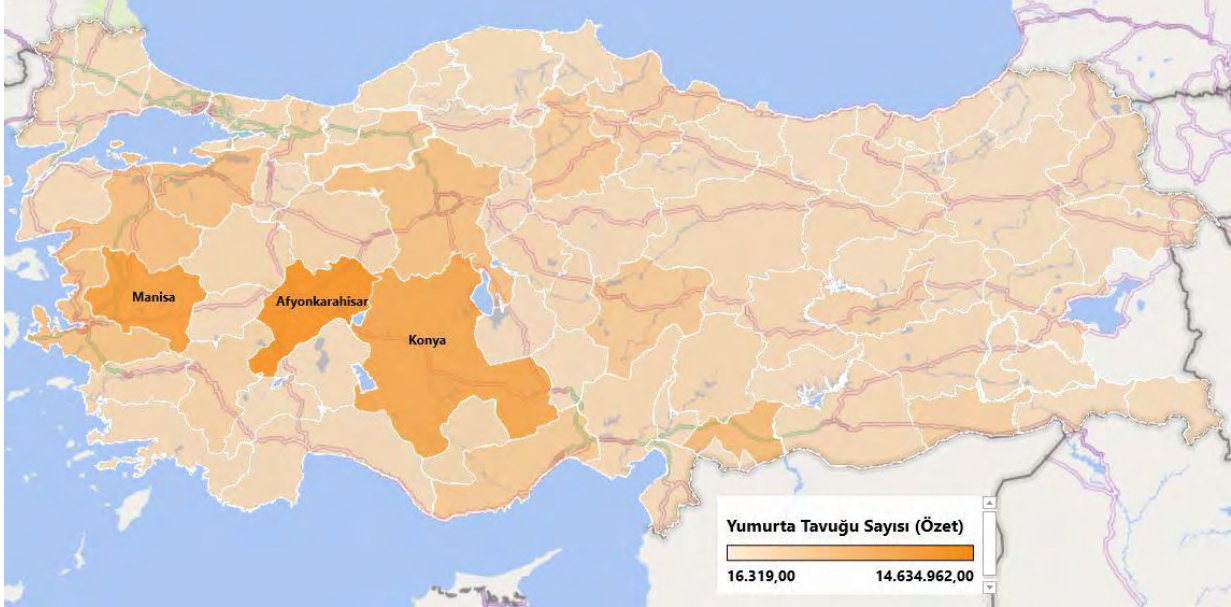 Manisa
Afyonkarahisar
Konya
Yumurta Tavuğu Sayısı (Özet)
16.319,00 14.634.962,00